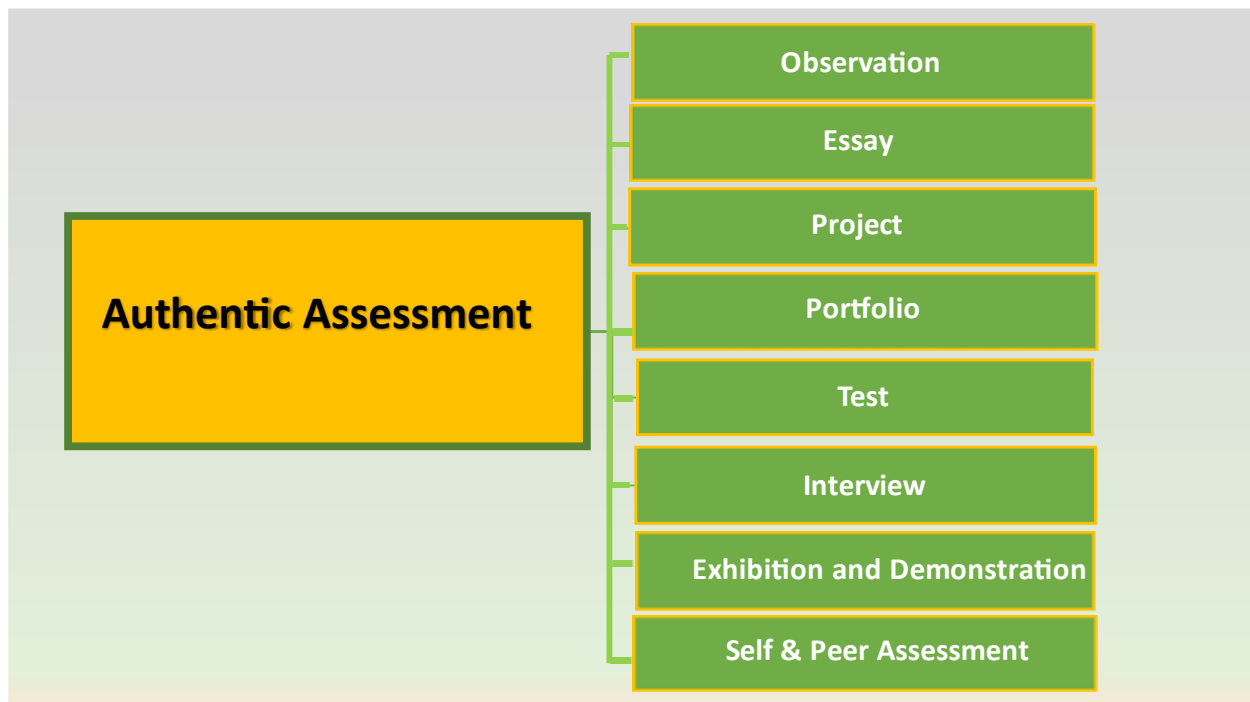 Authentic Assessment
Observation
Essay
Project
Portfolio
Test
Interview
Exhibition and Demonstration
Self & Peer Assessment